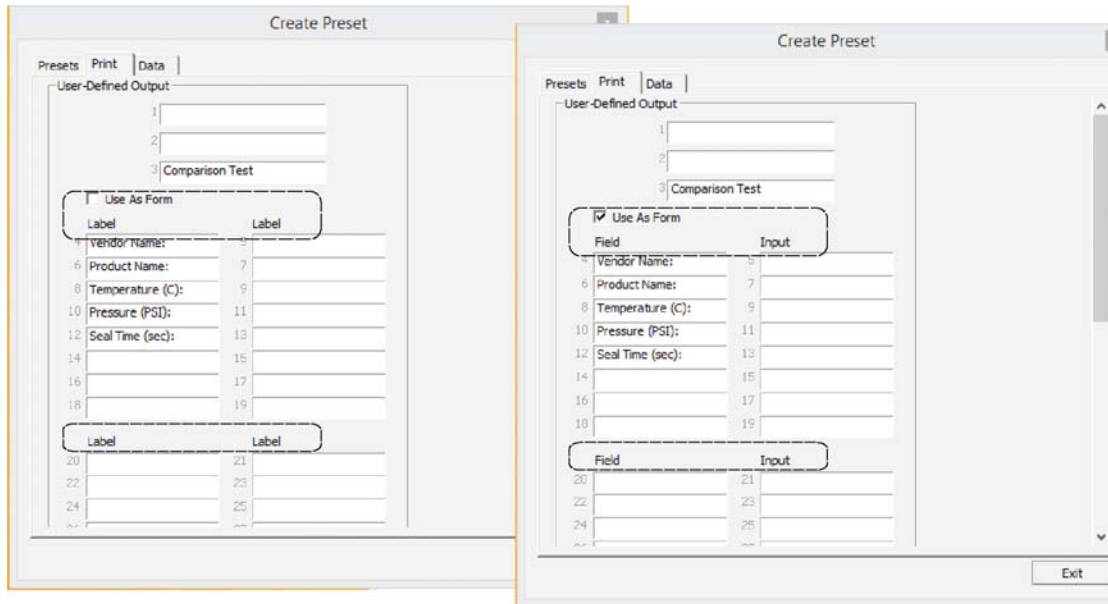 Create Preset
Presets Print Data
User-Defined Output
1
2
3 Comparison Test
Use As Form
Label Label
4 Vendor Name: 5
6 Product Name: 7
8 Temperature (C): 9
10 Pressure (PSI): 11
12 Seal Time (sec): 13
14 15
16 17
18 19
Label Label
20 21
22 23
24 25
Create Preset
Presets Print Data
User-Defined Output
1
2
3 Comparison Test
Use As Form
Field Input
4 Vendor Name: 5
6 Product Name: 7
8 Temperature (C): 9
10 Pressure (PSI): 11
12 Seal Time (sec): 13
14 15
16 17
18 19
Field Input
20 21
22 23
24 25
Exit